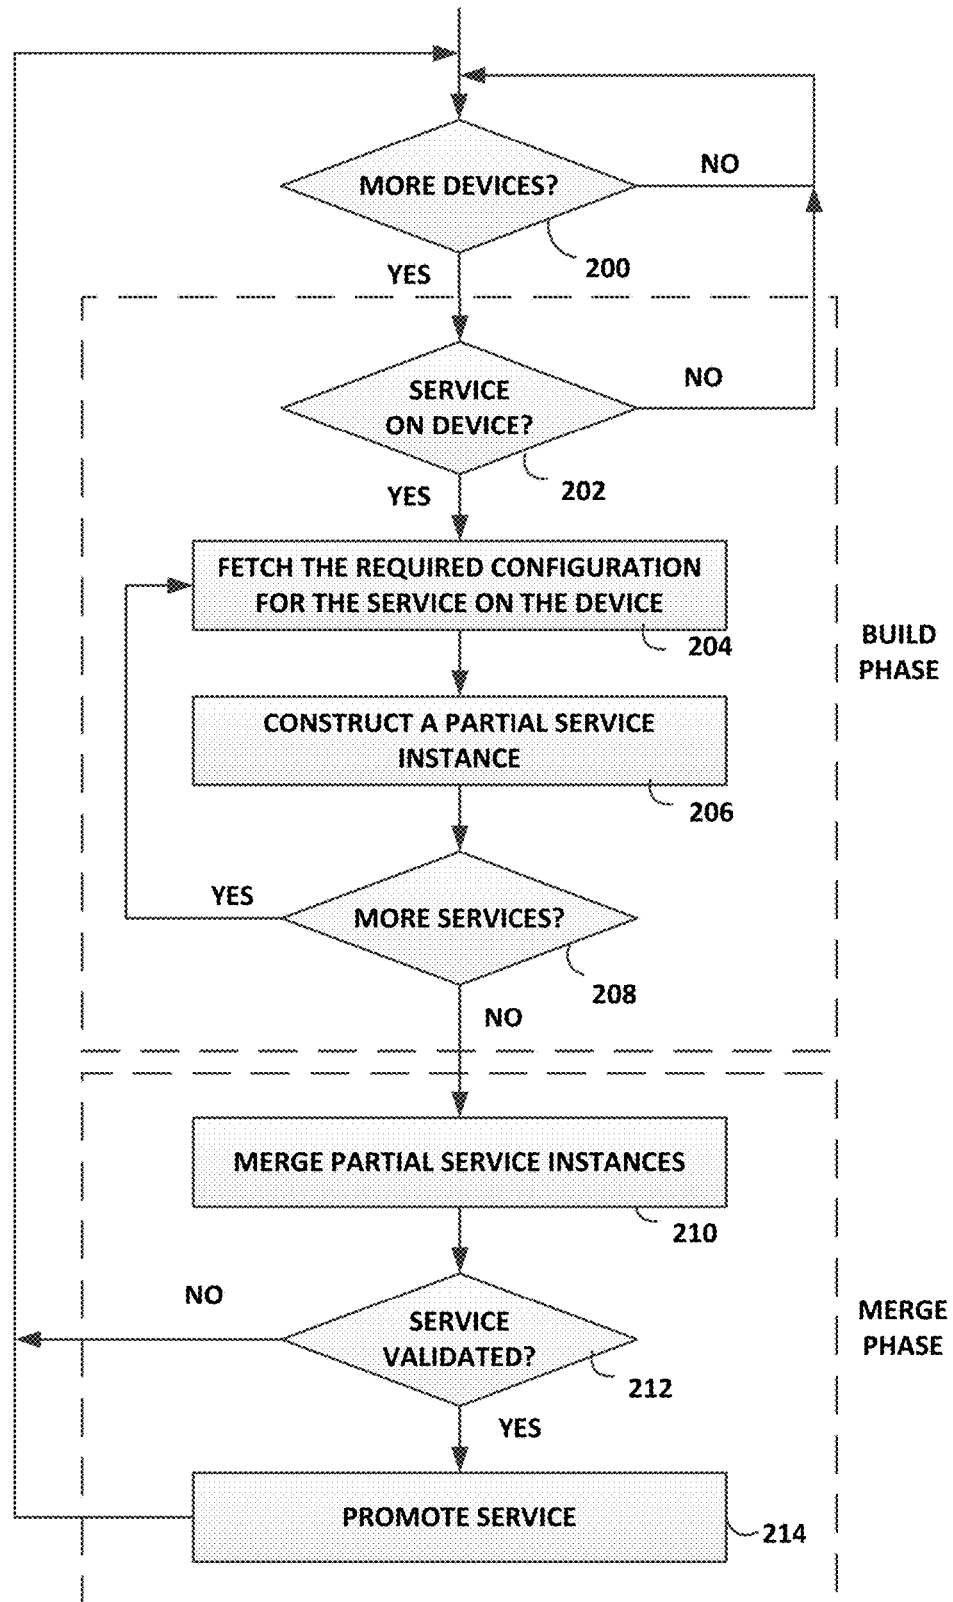 MORE DEVICES?
NO
200
YES
SERVICE
ON DEVICE?
NO
202
YES
FETCH THE REQUIRED CONFIGURATION
FOR THE SERVICE ON THE DEVICE
204
BUILD
PHASE
CONSTRUCT A PARTIAL SERVICE
INSTANCE
206
YES
MORE SERVICES?
208
NO
MERGE PARTIAL SERVICE INSTANCES
210
NO
SERVICE
VALIDATED?
212
MERGE
PHASE
YES
PROMOTE SERVICE
214